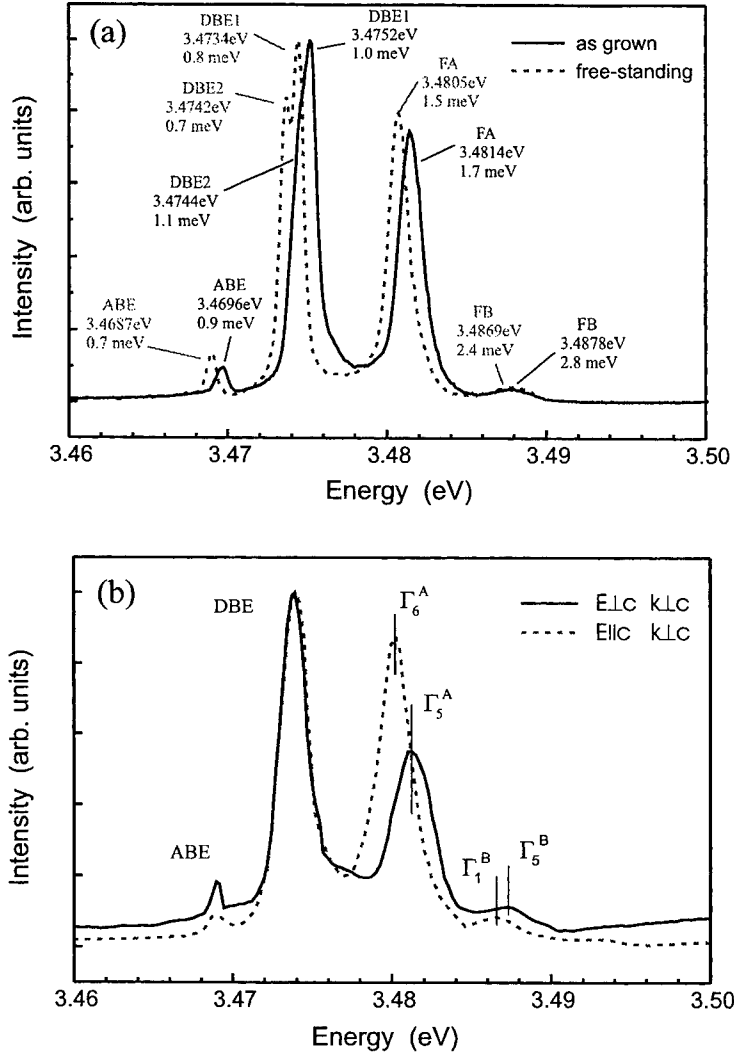 (a)
DBE1
3.4734eV
0.8 meV
DBE1
3.4752eV
1.0 meV
as grown
free-standing
DBE2
3.4742eV
0.7 meV
FA
3.4805eV
1.5 meV
FA
3.4814eV
1.7 meV
DBE2
3.4744eV
1.1 meV
ABE
3.4687eV
0.7 meV
ABE
3.4696eV
0.9 meV
FB
3.4869eV
2.4 meV
FB
3.4878eV
2.8 meV
Intensity (arb. units)
3.46 3.47 3.48 3.49 3.50
Energy (eV)
(b)
DBE
Γ₆ᴬ
E⊥c k⊥c
E||c k⊥c
Γ₅ᴬ
ABE
Γ₁ᴮ
Γ₅ᴮ
Intensity (arb. units)
3.46 3.47 3.48 3.49 3.50
Energy (eV)